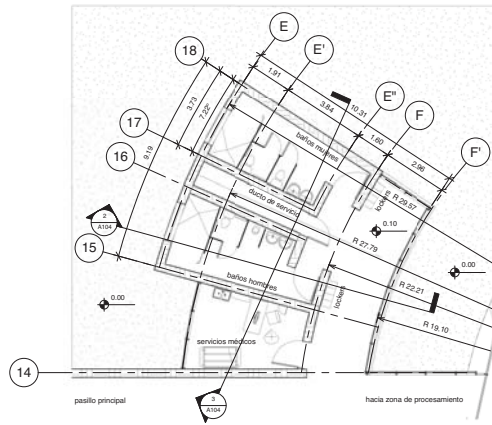 E
E'
18
1.91
10.31
3.84
E"
F
3.73
7.22'
1.60
17
9.19
baños mujeres
2.96
F'
16
lockers
R 29.57
ducto de servicio
0.10
R 27.79
2
A104
15
0.00
baños hombres
R 22.21
0.00
lockers
R 19.10
servicios médicos
14
pasillo principal
3
A104
hacia zona de procesamiento